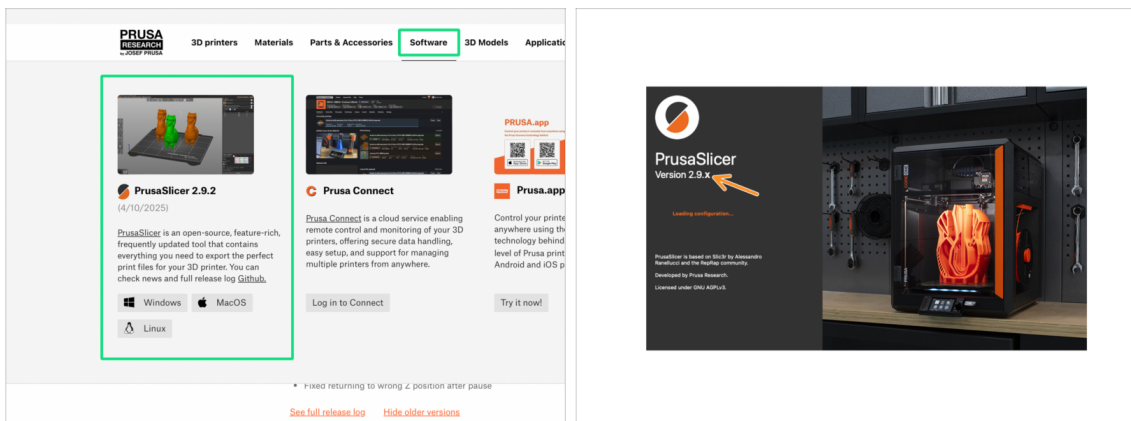 PRUSA
RESEARCH
by JOSEF PRUSA
3D printers
Materials
Parts & Accessories
Software
3D Models
Applicatio
PrusaSlicer 2.9.2
(4/10/2025)
PrusaSlicer is an open-source, feature-rich,
frequently updated tool that contains
everything you need to export the perfect
print files for your 3D printer. You can
check news and full release log Github.
Windows
MacOS
Linux
Prusa Connect
Prusa Connect is a cloud service enabling
remote control and monitoring of your 3D
printers, offering secure data handling,
easy setup, and support for managing
multiple printers from anywhere.
Log in to Connect
PRUSA.app
Prusa.app
Control your printe
anywhere using th
technology behind
level of Prusa print
Android and iOS p
Try it now!
Fixed returning to wrong Z position after pause
See full release log
Hide older versions
PrusaSlicer
Version 2.9.x
Loading configuration...
PrusaSlicer is based on Slic3r by Alessandro
Ranellucci and the RepRap community.
Developed by Prusa Research.
Licensed under GNU AGPLv3.